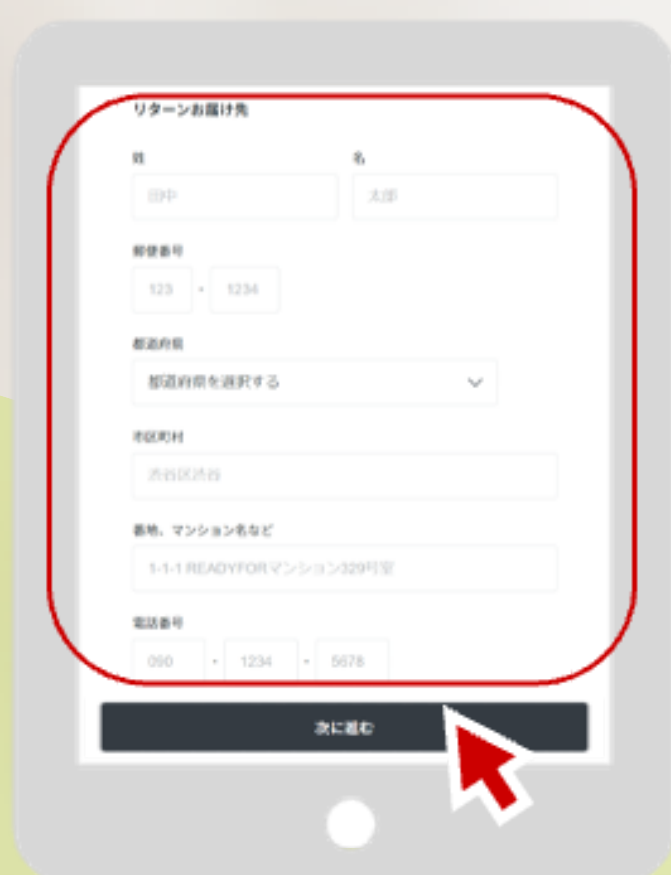 リターンお届け先
姓 名
田中 太郎
郵便番号
123 - 1234
都道府県
都道府県を選択する
市区町村
渋谷区渋谷
番地、マンション名など
1-1-1 READYFORマンション329号室
電話番号
090 - 1234 - 5678
次に進む